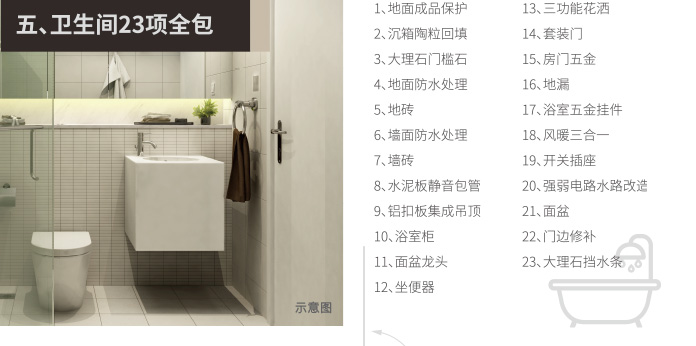 五、卫生间23项全包
1、地面成品保护
2、沉箱陶粒回填
3、大理石门槛石
4、地面防水处理
5、地砖
6、墙面防水处理
7、墙砖
8、水泥板静音包管
9、铝扣板集成吊顶
10、浴室柜
11、面盆龙头
12、坐便器
13、三功能花洒
14、套装门
15、房门五金
16、地漏
17、浴室五金挂件
18、风暖三合一
19、开关插座
20、强弱电路水路改造
21、面盆
22、门边修补
23、大理石挡水条
示意图